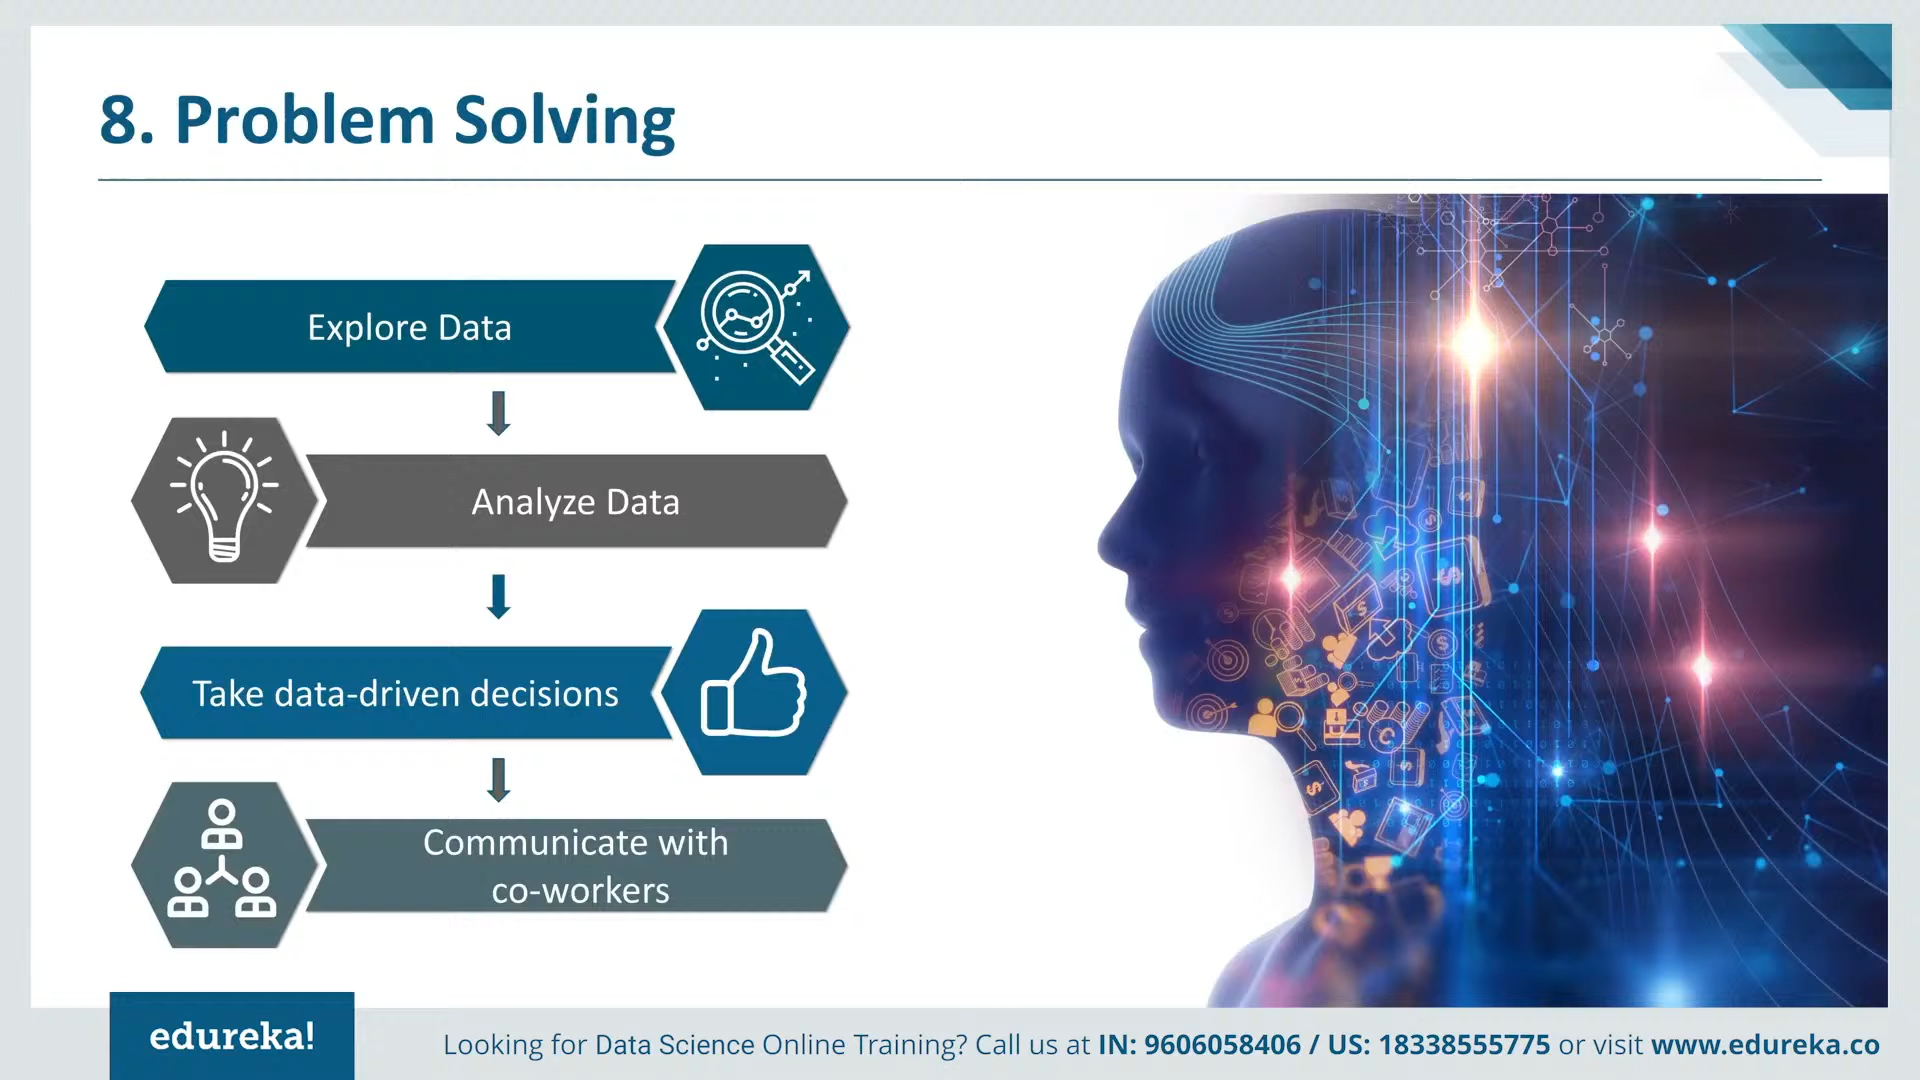 8. Problem Solving
Explore Data
Analyze Data
Take data-driven decisions
Communicate with
co-workers
edureka!
Looking for Data Science Online Training? Call us at IN: 9606058406 / US: 18338555775 or visit www.edureka.co